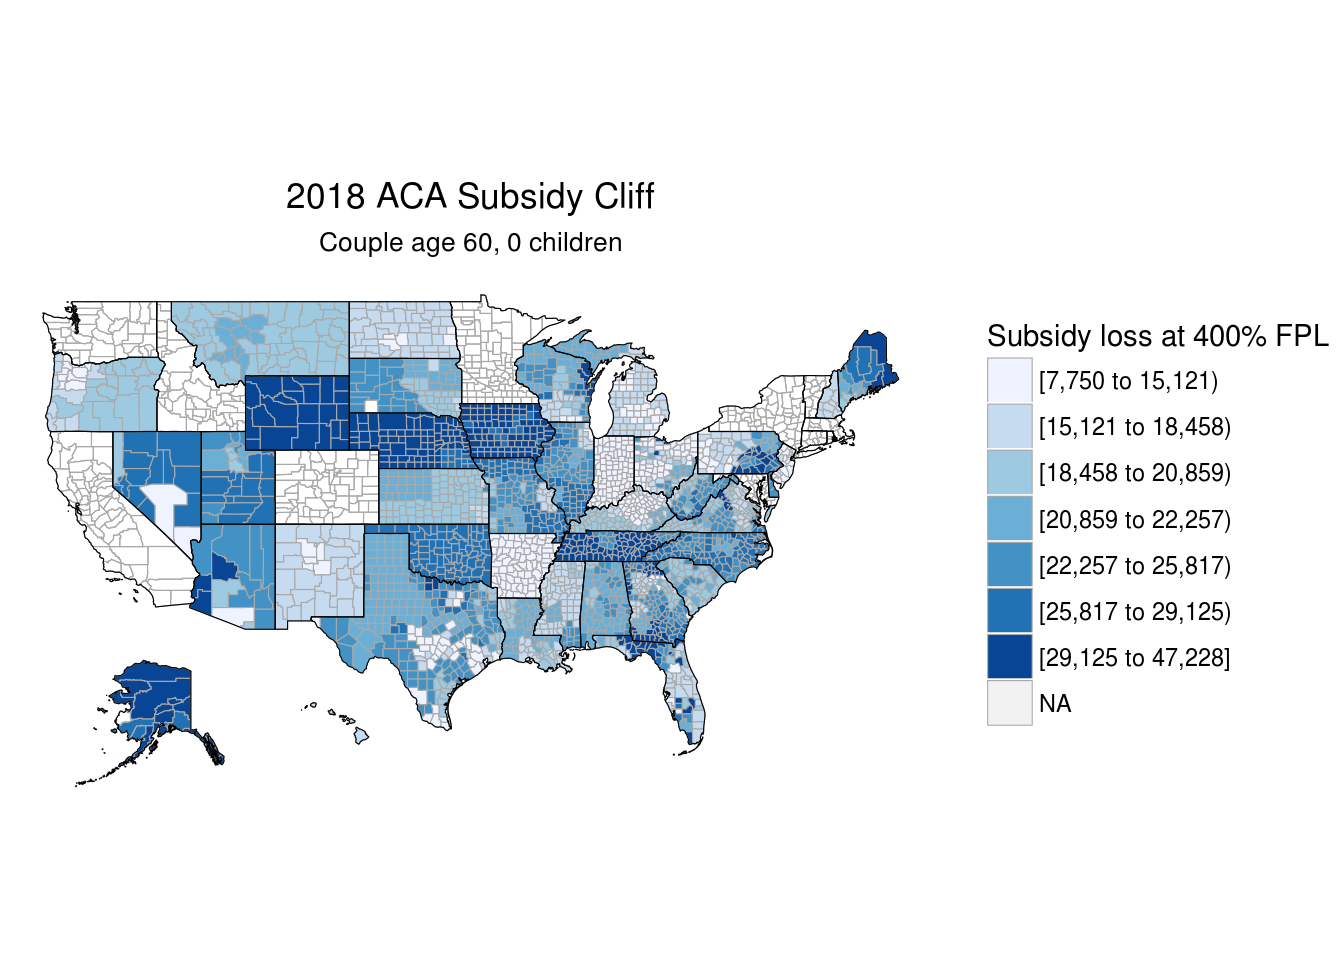 2018 ACA Subsidy Cliff
Couple age 60, 0 children
Subsidy loss at 400% FPL
[7,750 to 15,121)
[15,121 to 18,458)
[18,458 to 20,859)
[20,859 to 22,257)
[22,257 to 25,817)
[25,817 to 29,125)
[29,125 to 47,228]
NA